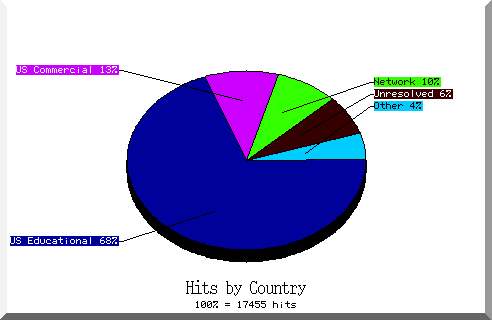 US Commercial 13%
Network 10%
Unresolved 6%
Other 4%
US Educational 68%
Hits by Country
100% = 17455 hits